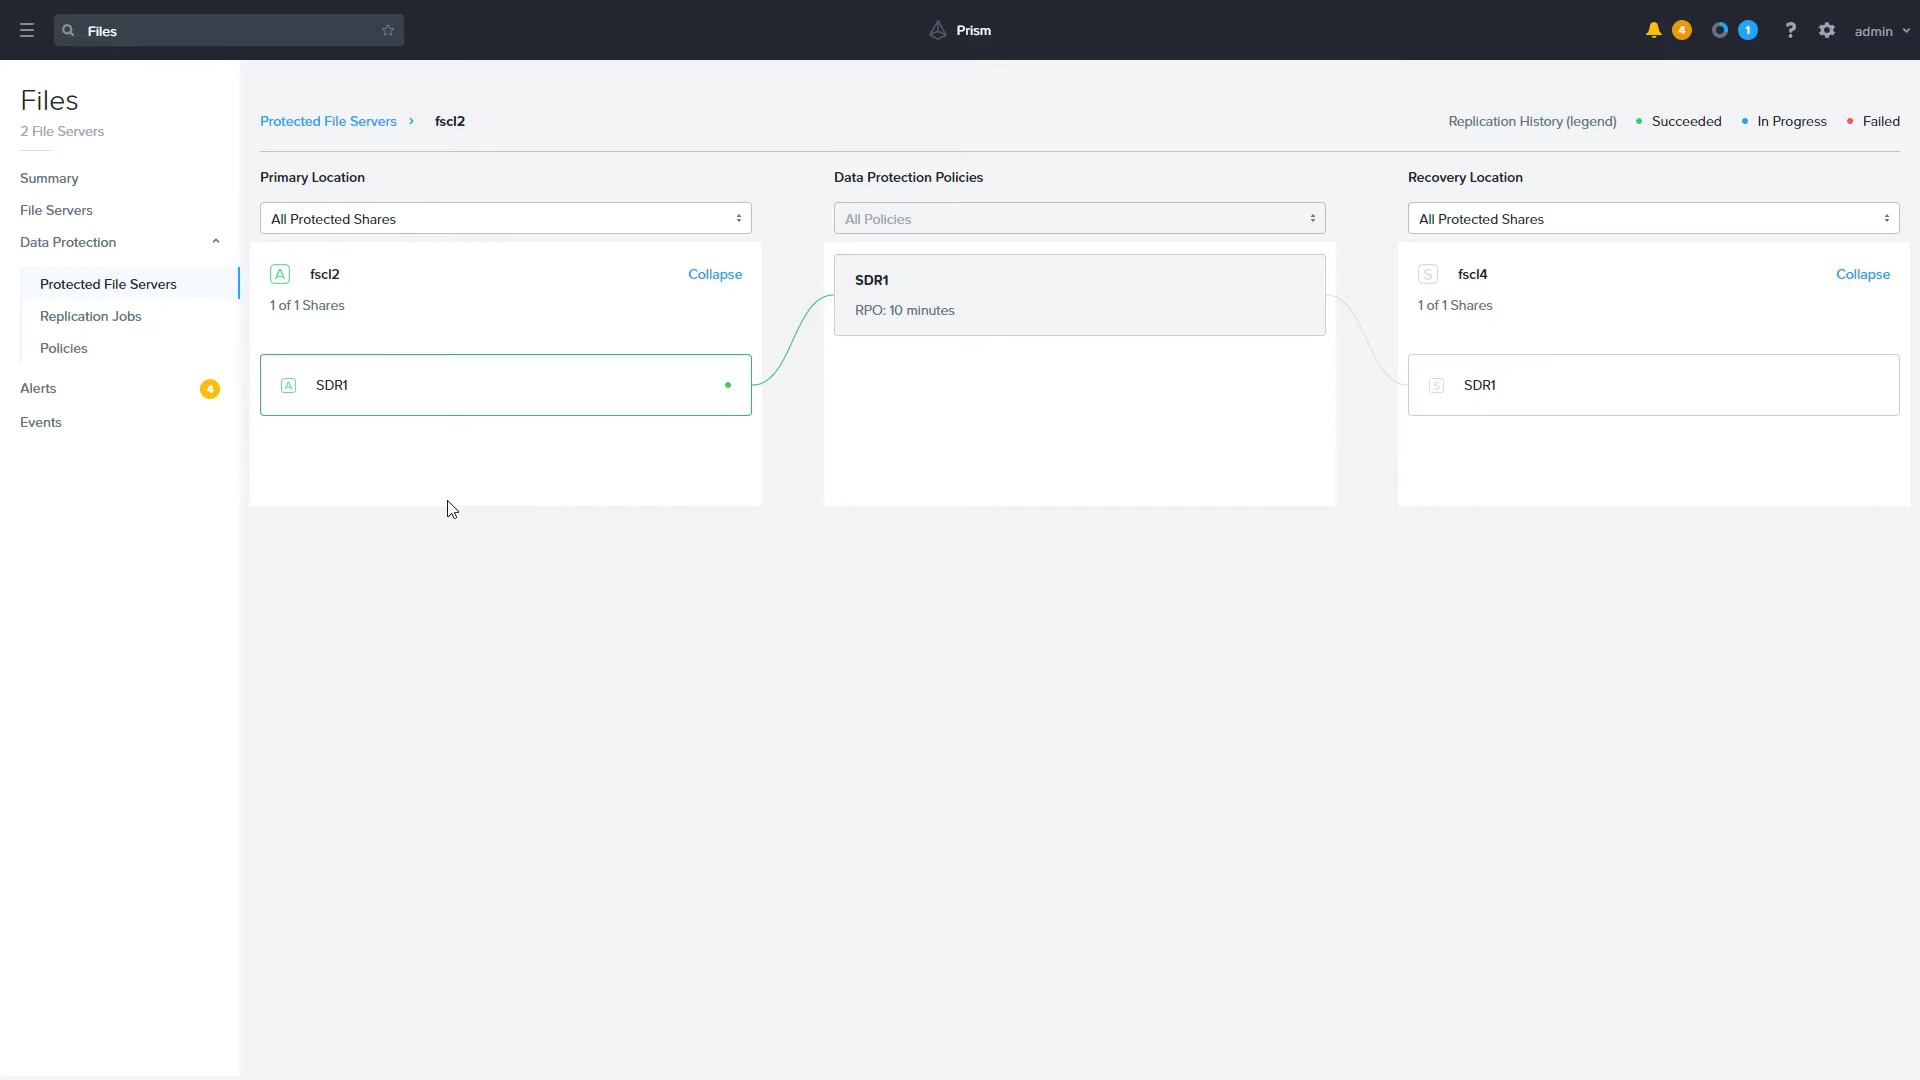 Files
Prism
4
1
?
admin
Files
2 File Servers
Summary
File Servers
Data Protection
Protected File Servers
Replication Jobs
Policies
Alerts
4
Events
Protected File Servers > fscl2
Replication History (legend) Succeeded In Progress Failed
Primary Location
All Protected Shares
A fscl2 Collapse
1 of 1 Shares
A SDR1
Data Protection Policies
All Policies
SDR1
RPO: 10 minutes
Recovery Location
All Protected Shares
S fscl4 Collapse
1 of 1 Shares
S SDR1